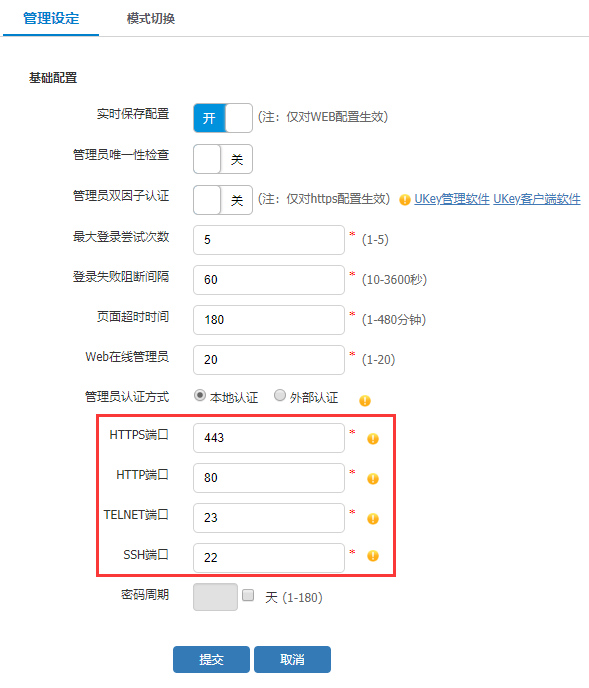 管理设定 模式切换
基础配置
实时保存配置 开 (注：仅对WEB配置生效)
管理员唯一性检查 关
管理员双因子认证 关 (注：仅对https配置生效) UKey管理软件 UKey客户端软件
最大登录尝试次数 5 * (1-5)
登录失败阻断间隔 60 * (10-3600秒)
页面超时时间 180 * (1-480分钟)
Web在线管理员 20 * (1-20)
管理员认证方式 本地认证 外部认证
HTTPS端口 443 *
HTTP端口 80 *
TELNET端口 23 *
SSH端口 22 *
密码周期 天 (1-180)
提交 取消